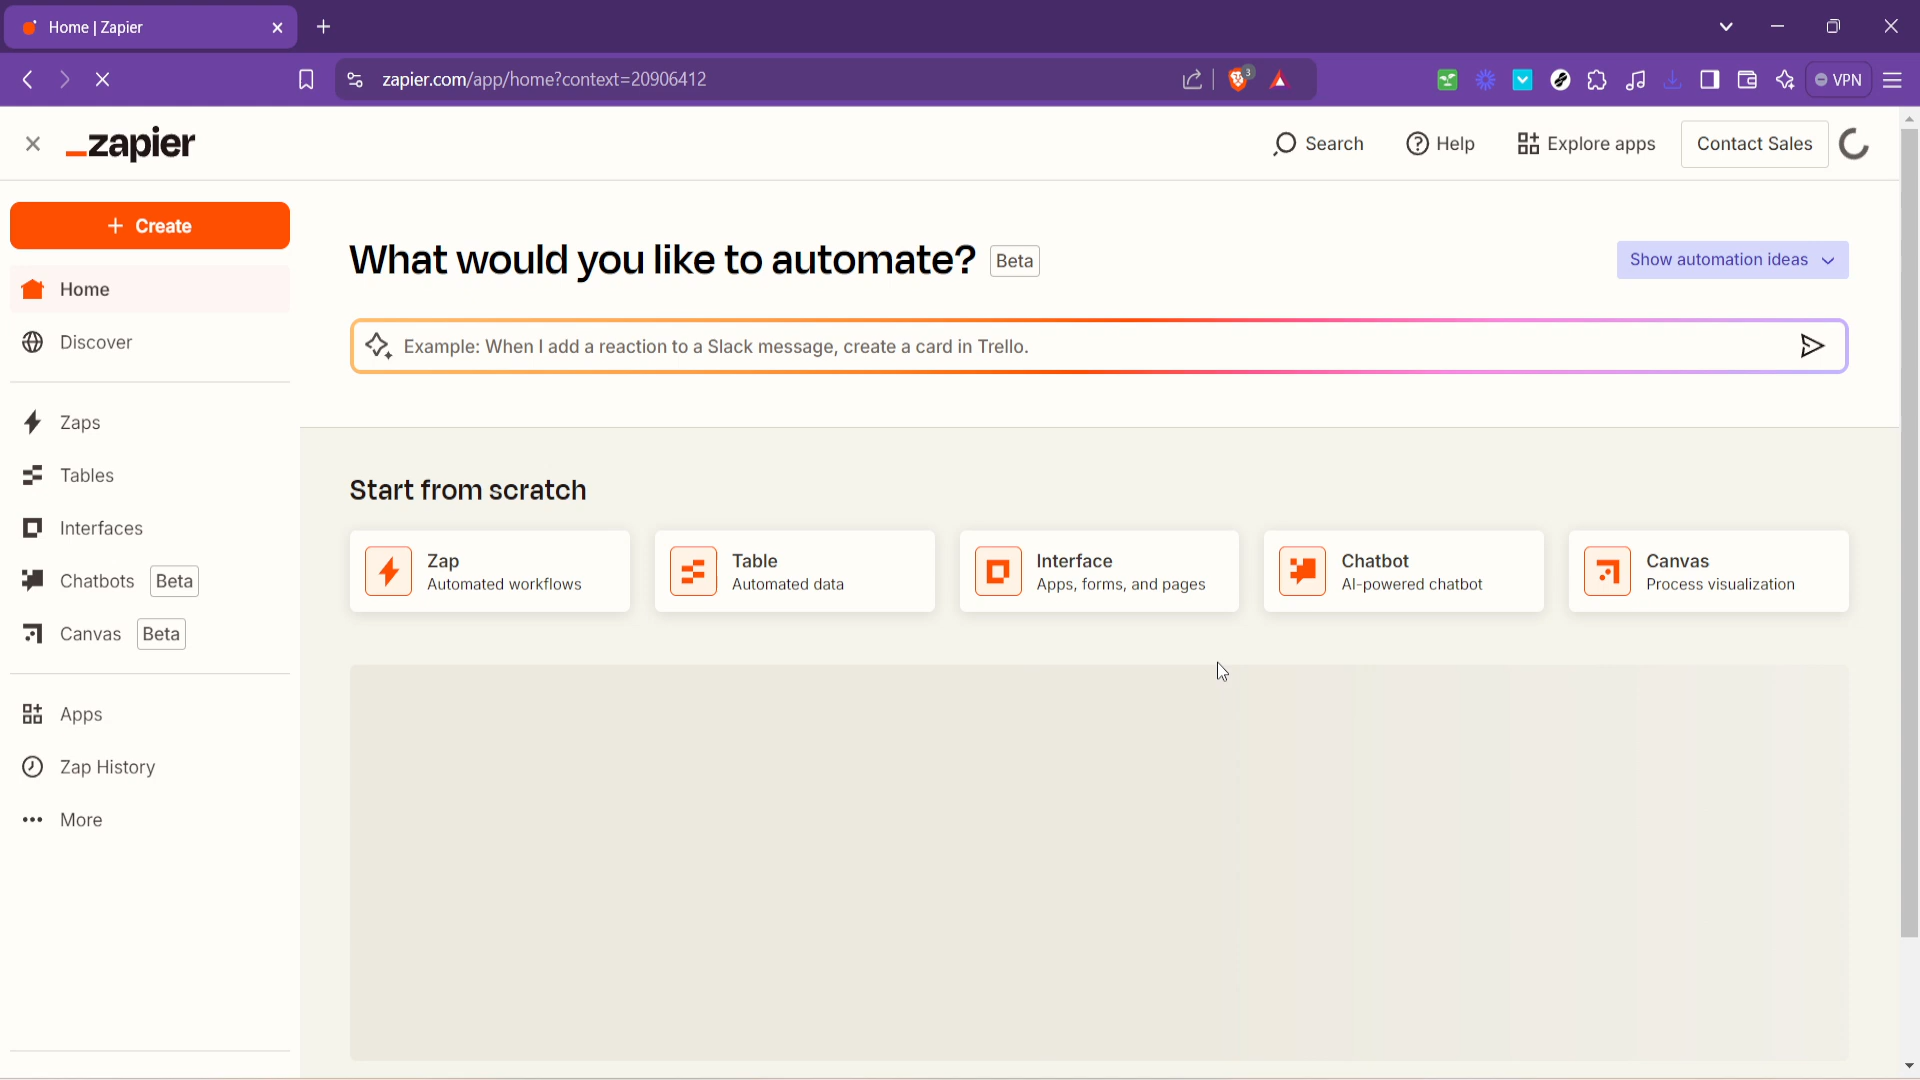 Home | Zapier
zapier.com/app/home?context=20906412
3
VPN
zapier
Search
Help
Explore apps
Contact Sales
+ Create
Home
Discover
Zaps
Tables
Interfaces
Chatbots Beta
Canvas Beta
Apps
Zap History
More
What would you like to automate? Beta
Show automation ideas
Example: When I add a reaction to a Slack message, create a card in Trello.
Start from scratch
Zap
Automated workflows
Table
Automated data
Interface
Apps, forms, and pages
Chatbot
AI-powered chatbot
Canvas
Process visualization